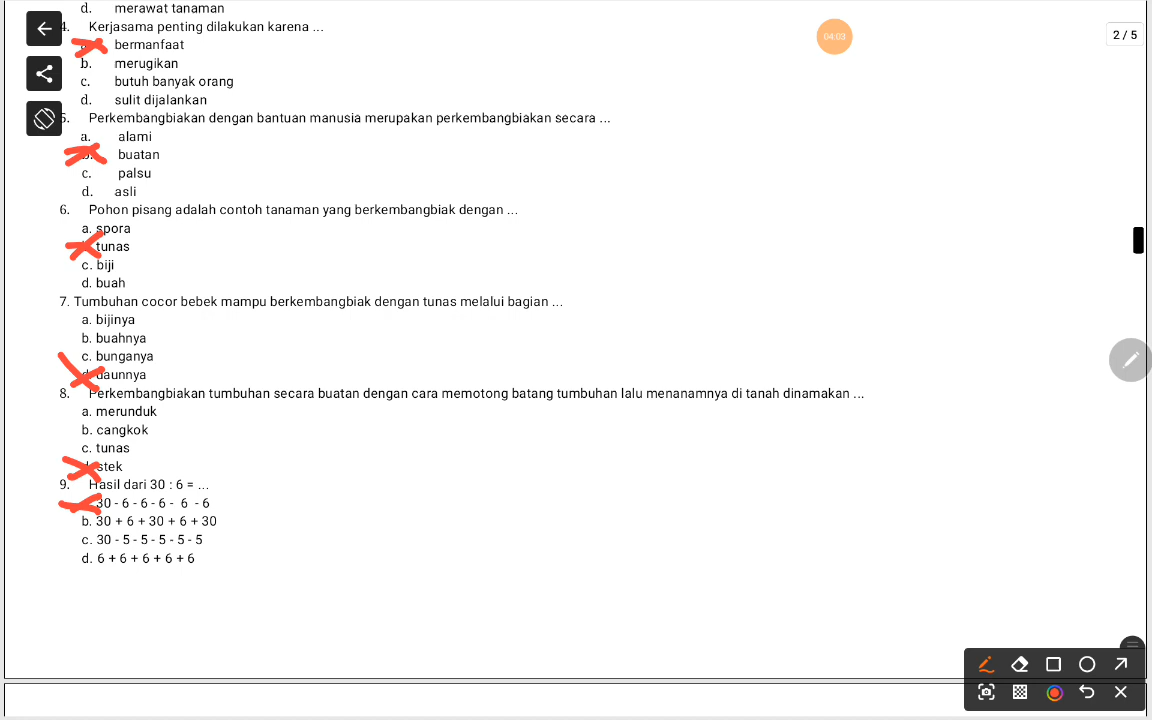 d. merawat tanaman
4. Kerjasama penting dilakukan karena ...
bermanfaat
b. merugikan
c. butuh banyak orang
d. sulit dijalankan
5. Perkembangbiakan dengan bantuan manusia merupakan perkembangbiakan secara ...
a. alami
b. buatan
c. palsu
d. asli
6. Pohon pisang adalah contoh tanaman yang berkembangbiak dengan ...
a. spora
tunas
c. biji
d. buah
7. Tumbuhan cocor bebek mampu berkembangbiak dengan tunas melalui bagian ...
a. bijinya
b. buahnya
c. bunganya
d. daunnya
8. Perkembangbiakan tumbuhan secara buatan dengan cara memotong batang tumbuhan lalu menanamnya di tanah dinamakan ...
a. merunduk
b. cangkok
c. tunas
stek
9. Hasil dari 30 : 6 = ...
30 - 6 - 6 - 6 - 6 - 6
b. 30 + 6 + 30 + 6 + 30
c. 30 - 5 - 5 - 5 - 5 - 5
d. 6 + 6 + 6 + 6 + 6
04:03
2 / 5